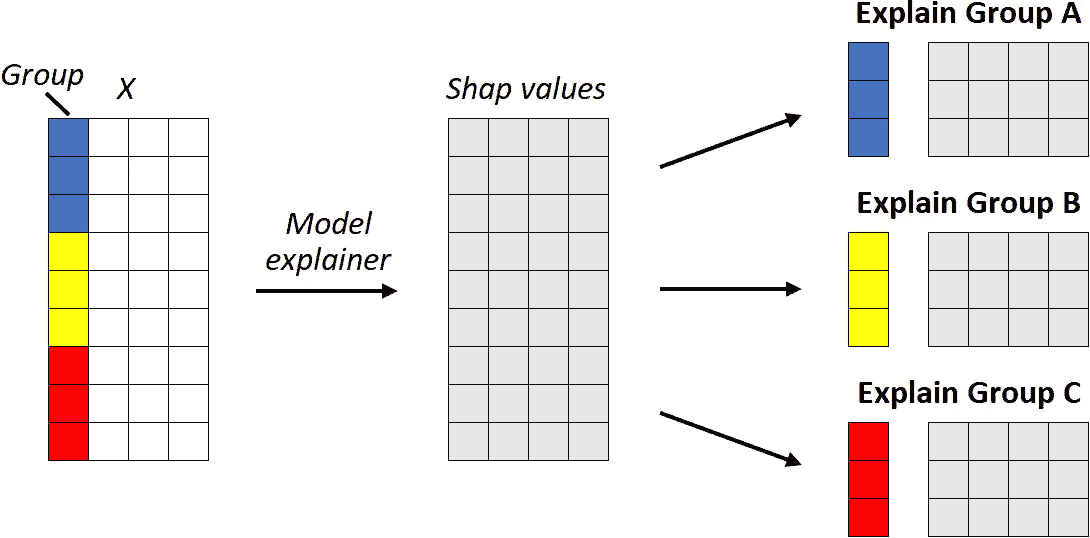 Group
X
Model
explainer
Shap values
Explain Group A
Explain Group B
Explain Group C